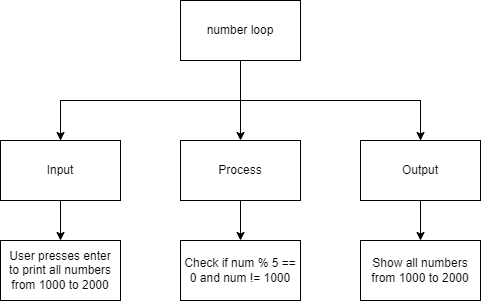 number loop
Input
Process
Output
User presses enter
to print all numbers
from 1000 to 2000
Check if num % 5 ==
0 and num != 1000
Show all numbers
from 1000 to 2000